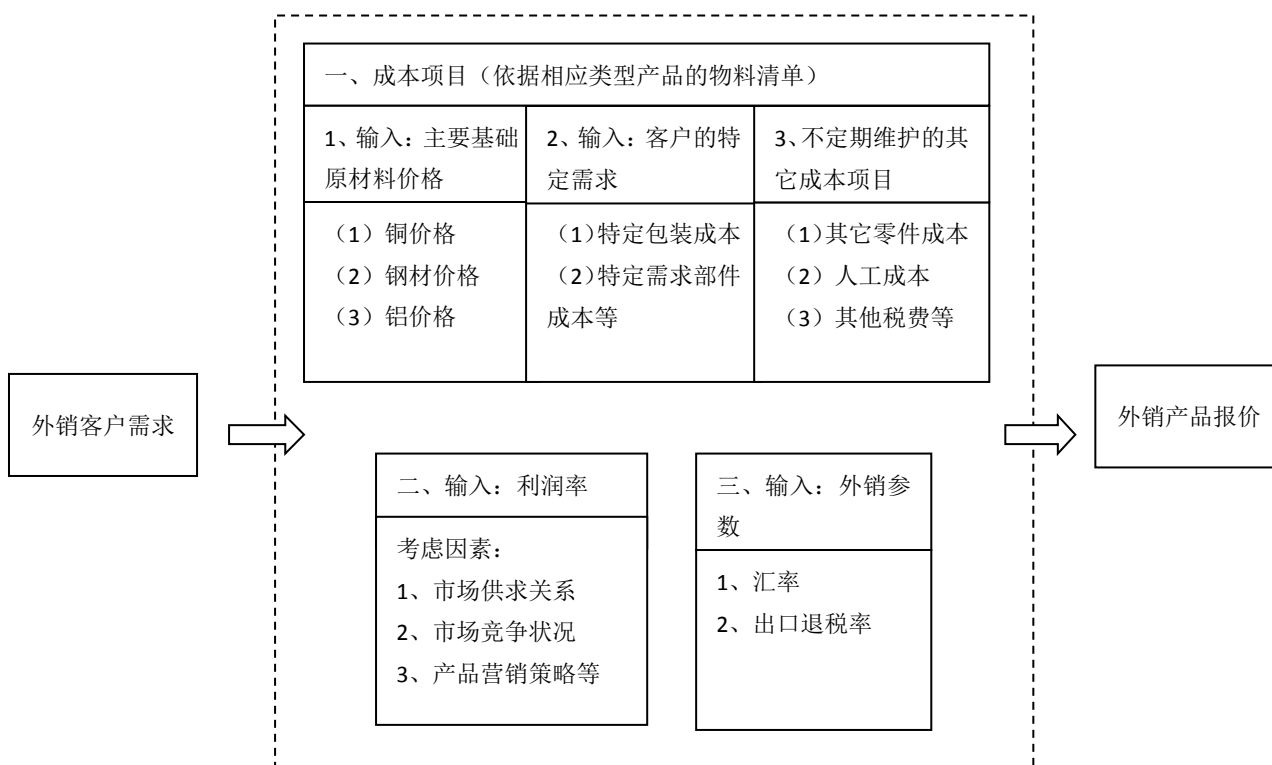 一、成本项目（依据相应类型产品的物料清单）
1、输入：主要基础
原材料价格
2、输入：客户的特
定需求
3、不定期维护的其
它成本项目
（1）铜价格
（2）钢材价格
（3）铝价格
（1）特定包装成本
（2）特定需求部件
成本等
（1）其它零件成本
（2）人工成本
（3）其他税费等
外销客户需求
外销产品报价
二、输入：利润率
考虑因素：
1、市场供求关系
2、市场竞争状况
3、产品营销策略等
三、输入：外销参
数
1、汇率
2、出口退税率